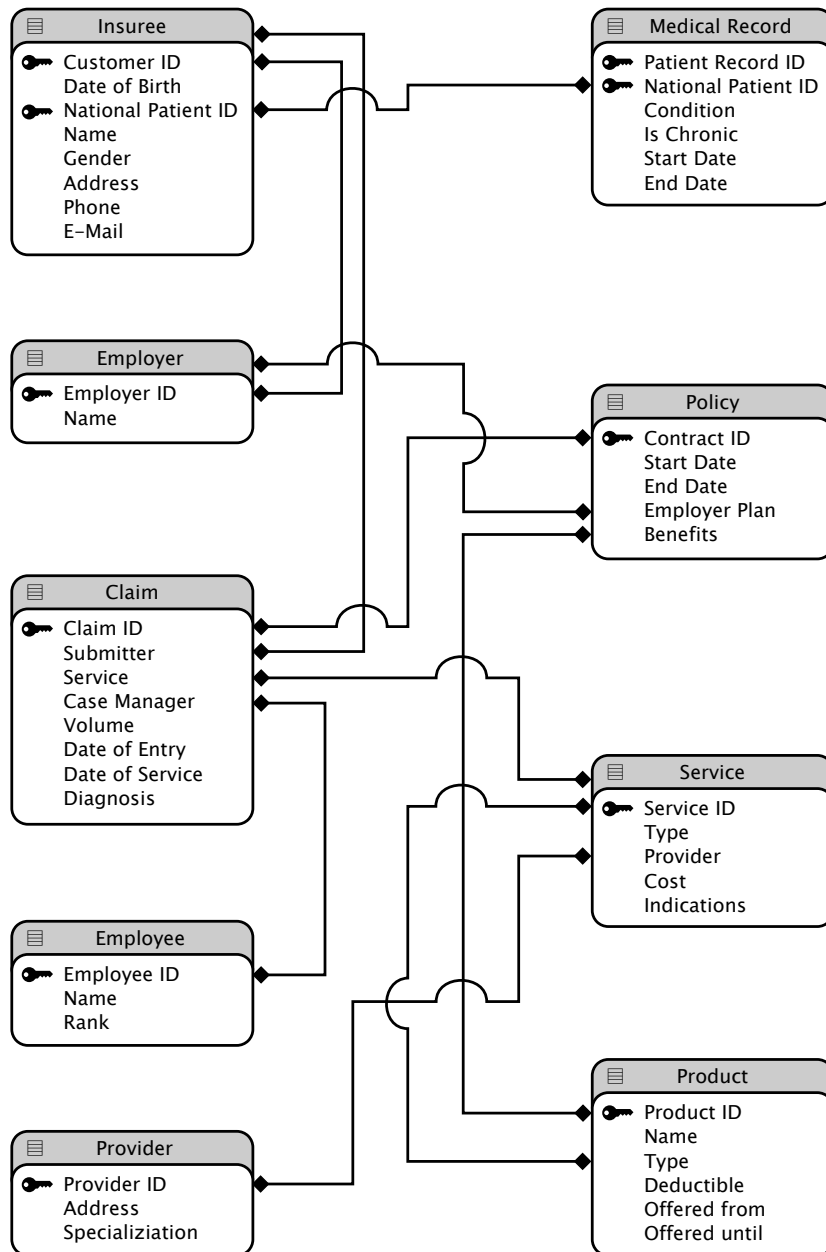 Insuree
Customer ID
Date of Birth
National Patient ID
Name
Gender
Address
Phone
E-Mail
Medical Record
Patient Record ID
National Patient ID
Condition
Is Chronic
Start Date
End Date
Employer
Employer ID
Name
Policy
Contract ID
Start Date
End Date
Employer Plan
Benefits
Claim
Claim ID
Submitter
Service
Case Manager
Volume
Date of Entry
Date of Service
Diagnosis
Service
Service ID
Type
Provider
Cost
Indications
Employee
Employee ID
Name
Rank
Product
Product ID
Name
Type
Deductible
Offered from
Offered until
Provider
Provider ID
Address
Specializiation